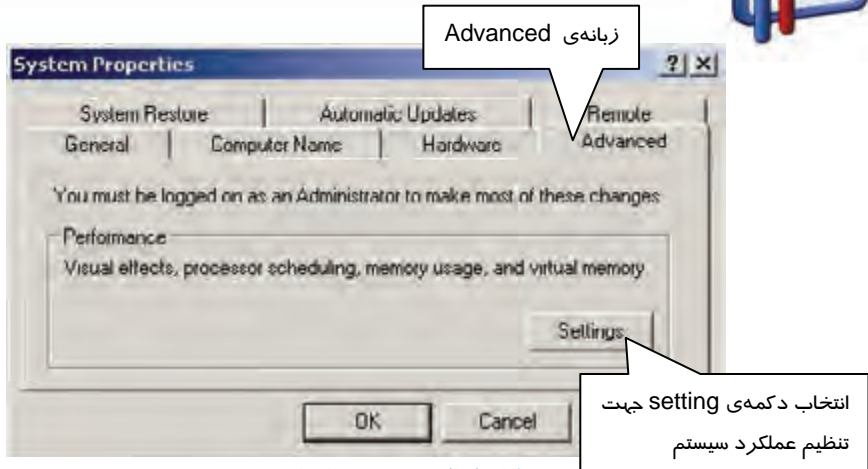 زبانه‌ی Advanced
System Properties
System Restore
Automatic Updates
Remote
General
Computer Name
Hardware
Advanced
You must be logged on as an Administrator to make most of these changes
Performance
Visual effects, processor scheduling, memory usage, and virtual memory
Settings
انتخاب دکمه‌ی setting جهت
تنظیم عملکرد سیستم
OK
Cancel